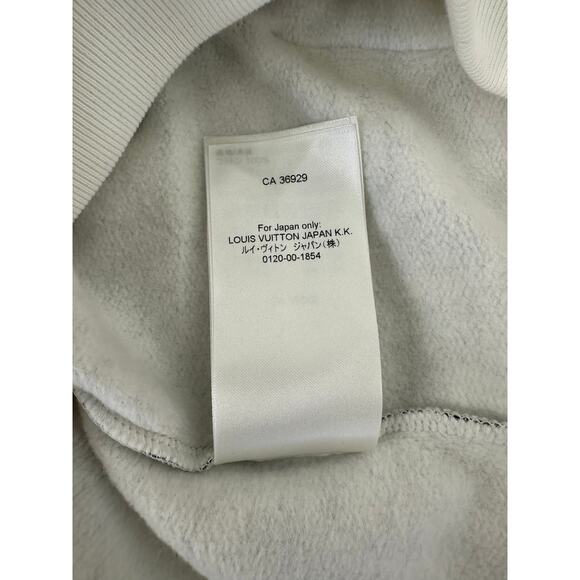 CA 36929
For Japan only:
LOUIS VUITTON JAPAN K.K.
ルイ・ヴィトン ジャパン(株)
0120-00-1854